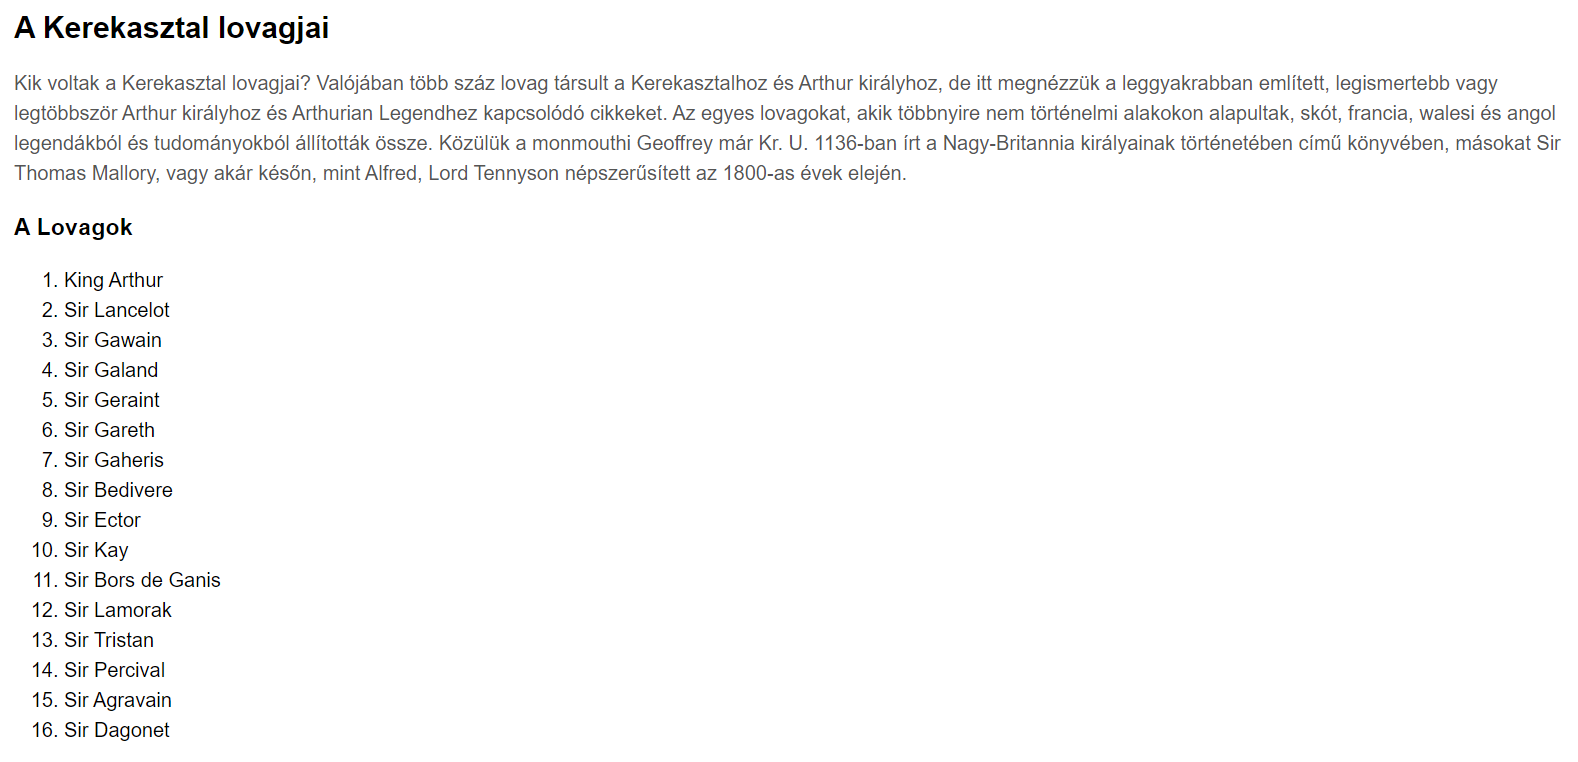 A Kerekasztal lovagjai
Kik voltak a Kerekasztal lovagjai? Valójában több száz lovag társult a Kerekasztalhoz és Arthur királyhoz, de itt megnézzük a leggyakrabban említett, legismertebb vagy
legtöbbször Arthur királyhoz és Arthurian Legendhez kapcsolódó cikkeket. Az egyes lovagokat, akik többnyire nem történelmi alakokon alapultak, skót, francia, walesi és angol
legendákból és tudományokból állították össze. Közülük a monmouthi Geoffrey már Kr. U. 1136-ban írt a Nagy-Britannia királyainak történetében című könyvében, másokat Sir
Thomas Mallory, vagy akár későn, mint Alfred, Lord Tennyson népszerűsített az 1800-as évek elején.
A Lovagok
1. King Arthur
2. Sir Lancelot
3. Sir Gawain
4. Sir Galand
5. Sir Geraint
6. Sir Gareth
7. Sir Gaheris
8. Sir Bedivere
9. Sir Ector
10. Sir Kay
11. Sir Bors de Ganis
12. Sir Lamorak
13. Sir Tristan
14. Sir Percival
15. Sir Agravain
16. Sir Dagonet